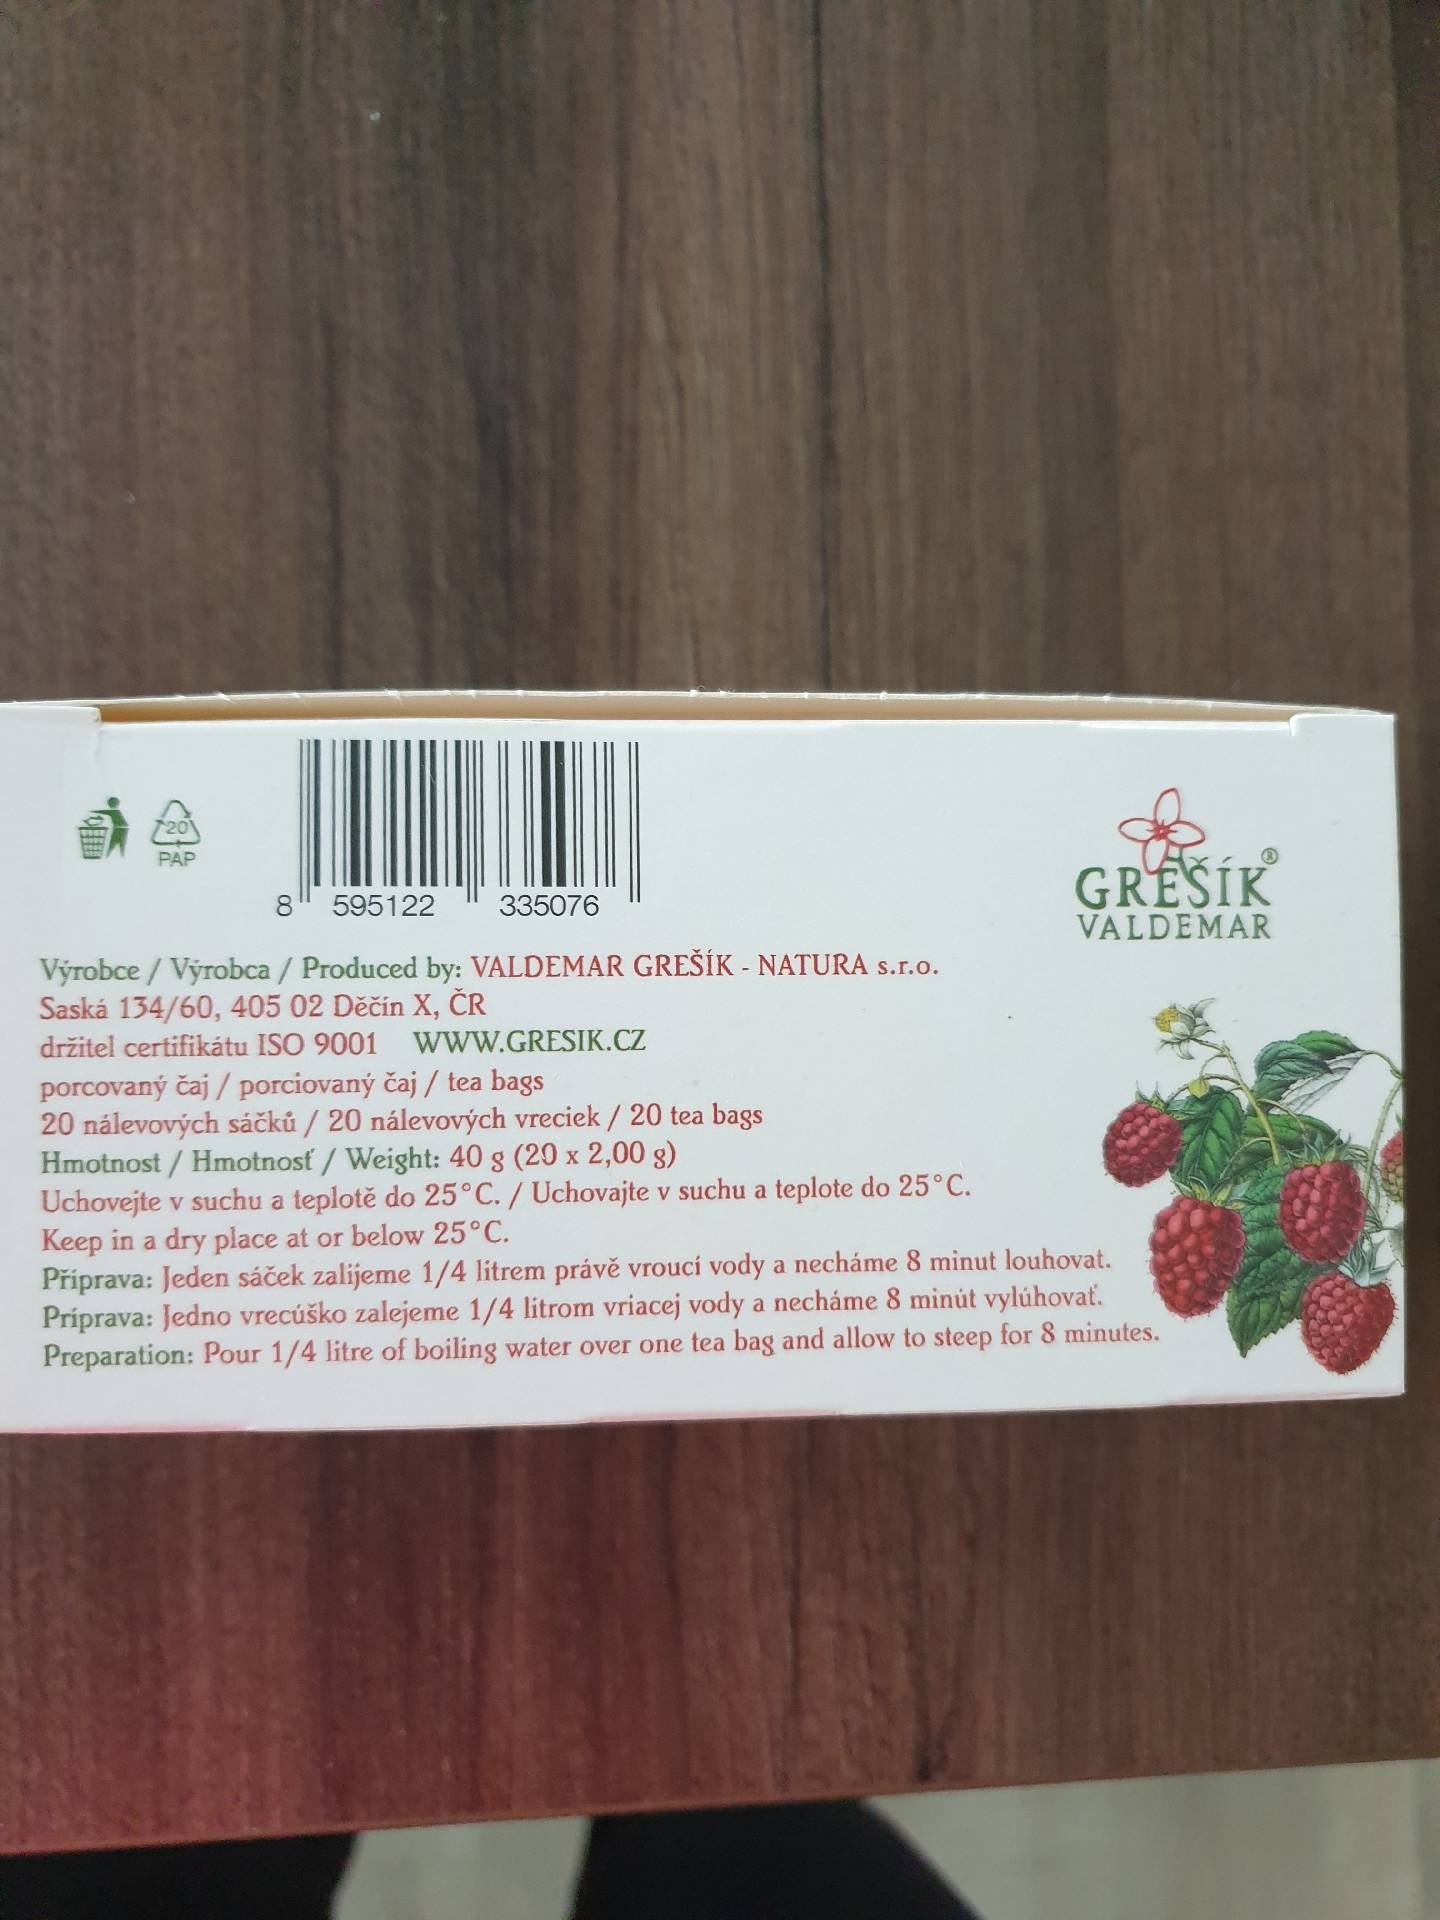 20
PAP
8 595122 335076
GREŠÍK®
VALDEMAR
Výrobce / Výrobca / Produced by: VALDEMAR GREŠÍK - NATURA s.r.o.
Saská 134/60, 405 02 Děčín X, ČR
držitel certifikátu ISO 9001 WWW.GRESIK.CZ
porcovaný čaj / porciovaný čaj / tea bags
20 nálevových sáčků / 20 nálevových vreciek / 20 tea bags
Hmotnost / Hmotnosť / Weight: 40 g (20 x 2,00 g)
Uchovejte v suchu a teplotě do 25°C. / Uchovajte v suchu a teplote do 25°C.
Keep in a dry place at or below 25°C.
Příprava: Jeden sáček zalijeme 1/4 litrem právě vroucí vody a necháme 8 minut louhovat.
Príprava: Jedno vrecúško zalejeme 1/4 litrom vriacej vody a necháme 8 minút vylúhovať.
Preparation: Pour 1/4 litre of boiling water over one tea bag and allow to steep for 8 minutes.